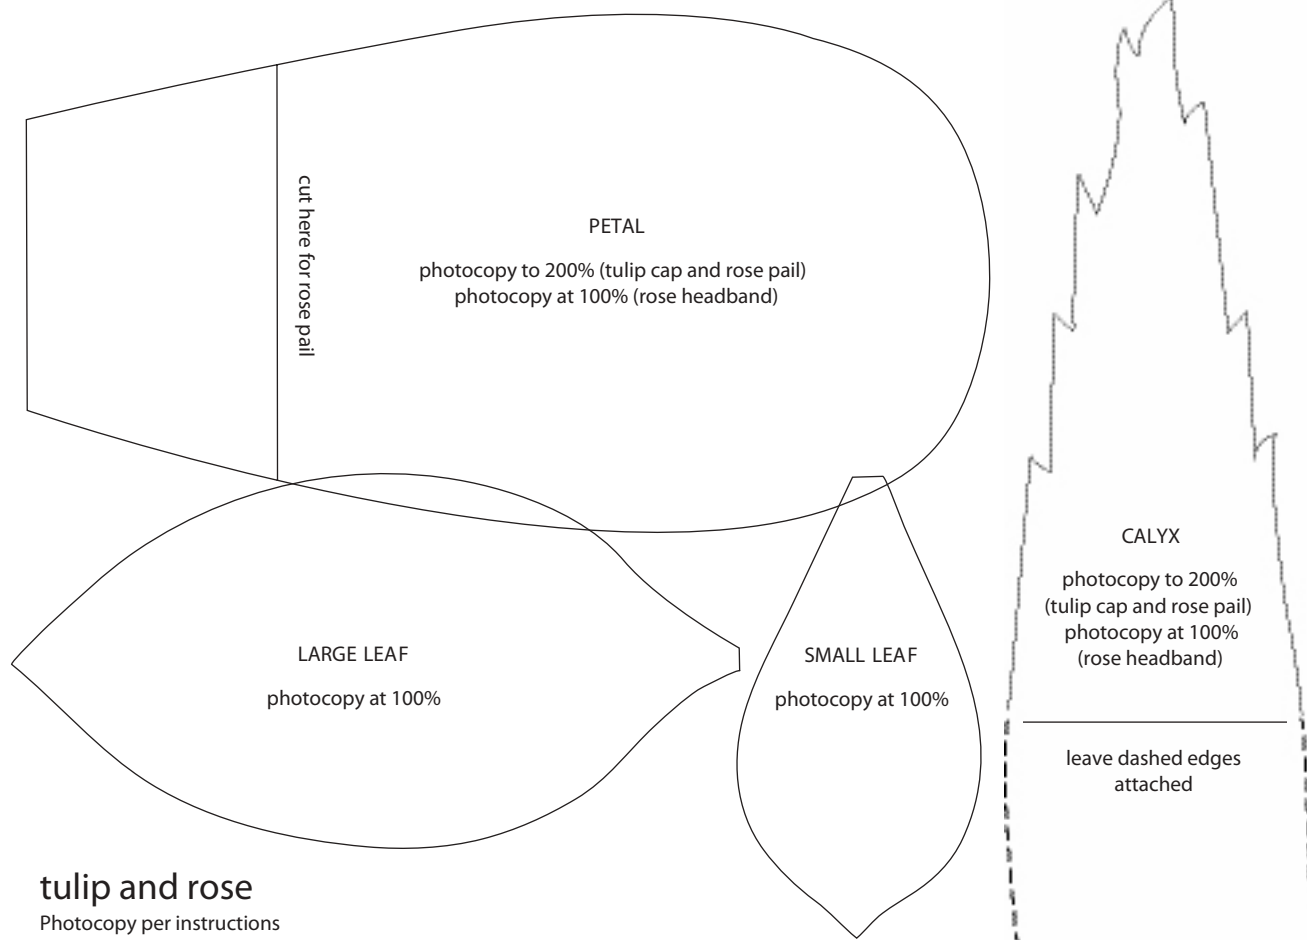 cut here for rose pail
PETAL
photocopy to 200% (tulip cap and rose pail)
photocopy at 100% (rose headband)
LARGE LEAF
photocopy at 100%
SMALL LEAF
photocopy at 100%
CALYX
photocopy to 200%
(tulip cap and rose pail)
photocopy at 100%
(rose headband)
leave dashed edges
attached
tulip and rose
Photocopy per instructions